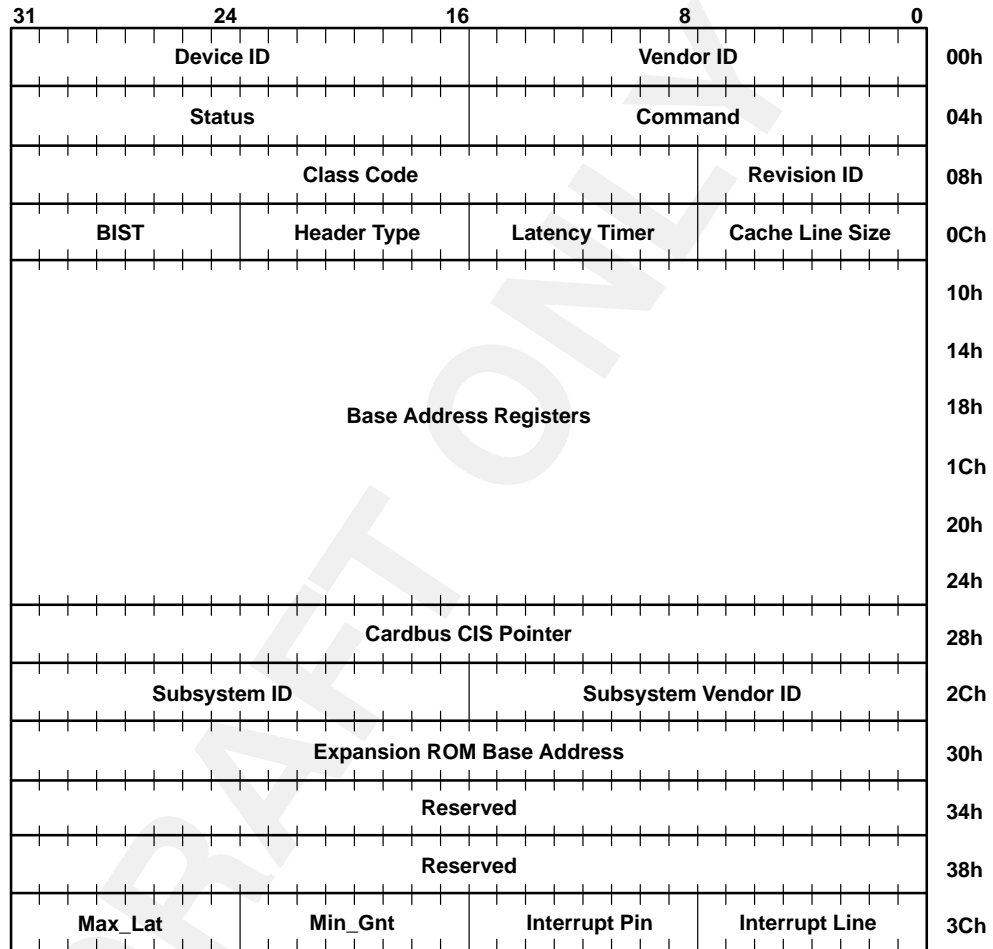 31 24 16 8 0
Device ID Vendor ID 00h
Status Command 04h
Class Code Revision ID 08h
BIST Header Type Latency Timer Cache Line Size 0Ch
10h
14h
Base Address Registers 18h
1Ch
20h
24h
Cardbus CIS Pointer 28h
Subsystem ID Subsystem Vendor ID 2Ch
Expansion ROM Base Address 30h
Reserved 34h
Reserved 38h
Max_Lat Min_Gnt Interrupt Pin Interrupt Line 3Ch
DRAFT ONLY